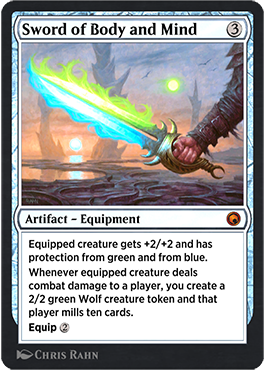 Sword of Body and Mind 3
Artifact – Equipment
Equipped creature gets +2/+2 and has
protection from green and from blue.
Whenever equipped creature deals
combat damage to a player, you create a
2/2 green Wolf creature token and that
player mills ten cards.
Equip 2
Chris Rahn